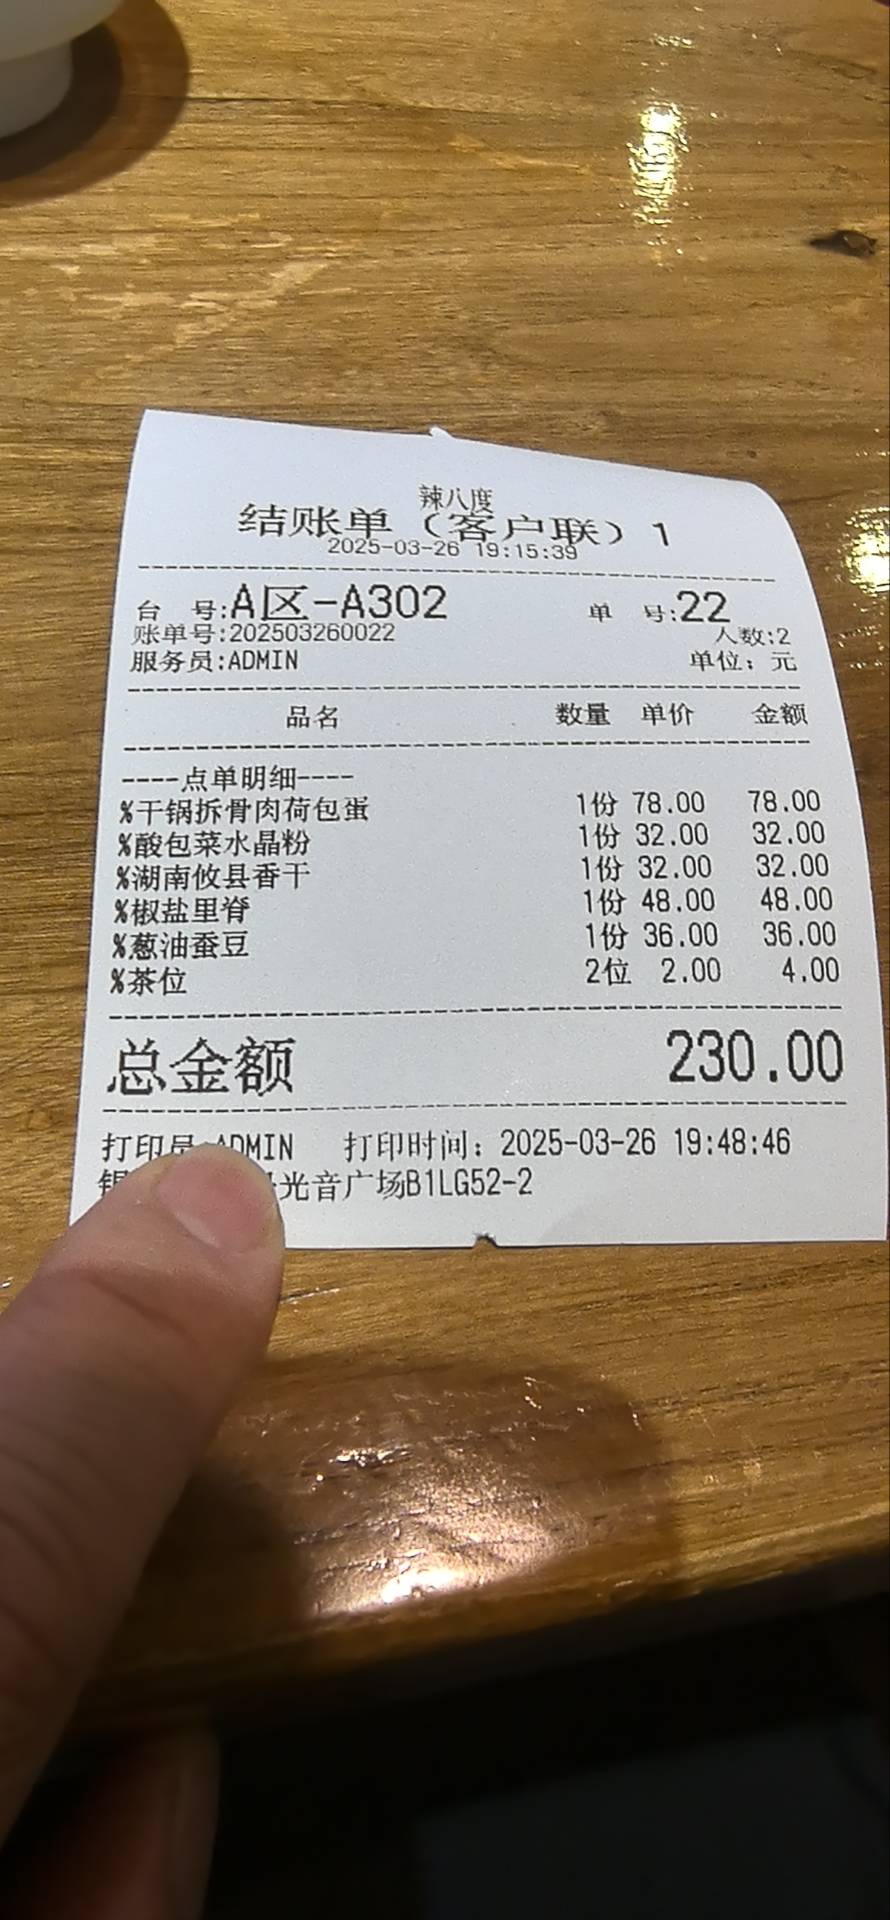 辣八度
结账单（客户联）1
2025-03-26 19:15:39
台 号:A区-A302 单 号:22
账单号:202503260022 人数:2
服务员:ADMIN 单位：元
品名 数量 单价 金额
----点单明细----
%干锅拆骨肉荷包蛋 1份 78.00 78.00
%酸包菜水晶粉 1份 32.00 32.00
%湖南攸县香干 1份 32.00 32.00
%椒盐里脊 1份 48.00 48.00
%葱油蚕豆 1份 36.00 36.00
%茶位 2位 2.00 4.00
总金额 230.00
打印员:ADMIN 打印时间：2025-03-26 19:48:46
光音广场B1LG52-2